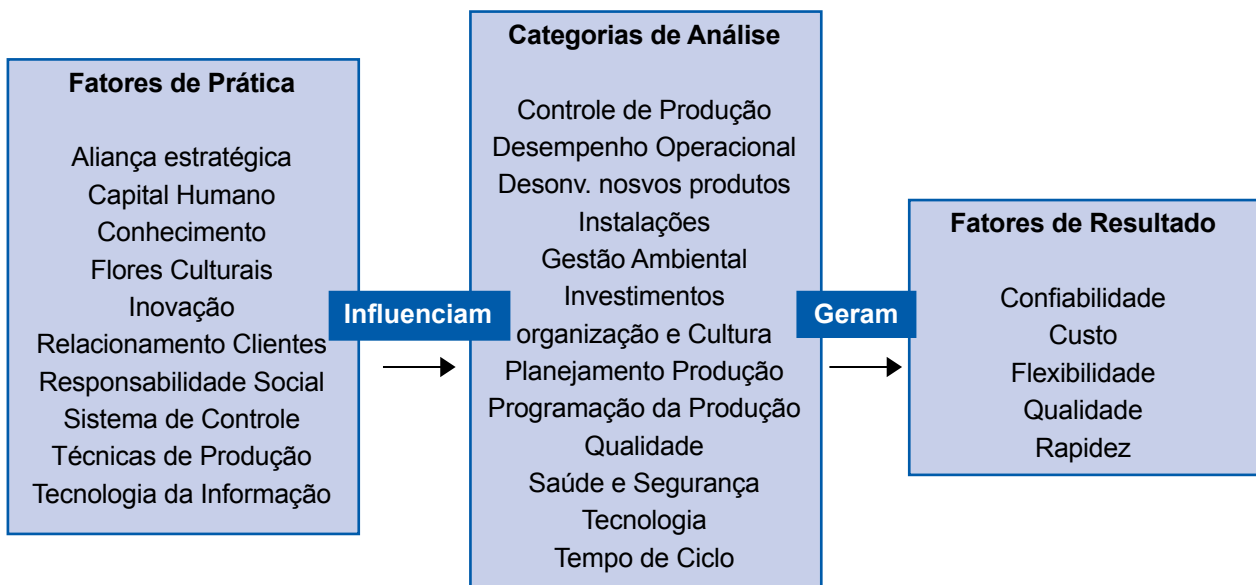 Fatores de Prática
Aliança estratégica
Capital Humano
Conhecimento
Flores Culturais
Inovação
Relacionamento Clientes
Responsabilidade Social
Sistema de Controle
Técnicas de Produção
Tecnologia da Informação
Influenciam
Categorias de Análise
Controle de Produção
Desempenho Operacional
Desonv. nosvos produtos
Instalações
Gestão Ambiental
Investimentos
organização e Cultura
Planejamento Produção
Programação da Produção
Qualidade
Saúde e Segurança
Tecnologia
Tempo de Ciclo
Geram
Fatores de Resultado
Confiabilidade
Custo
Flexibilidade
Qualidade
Rapidez